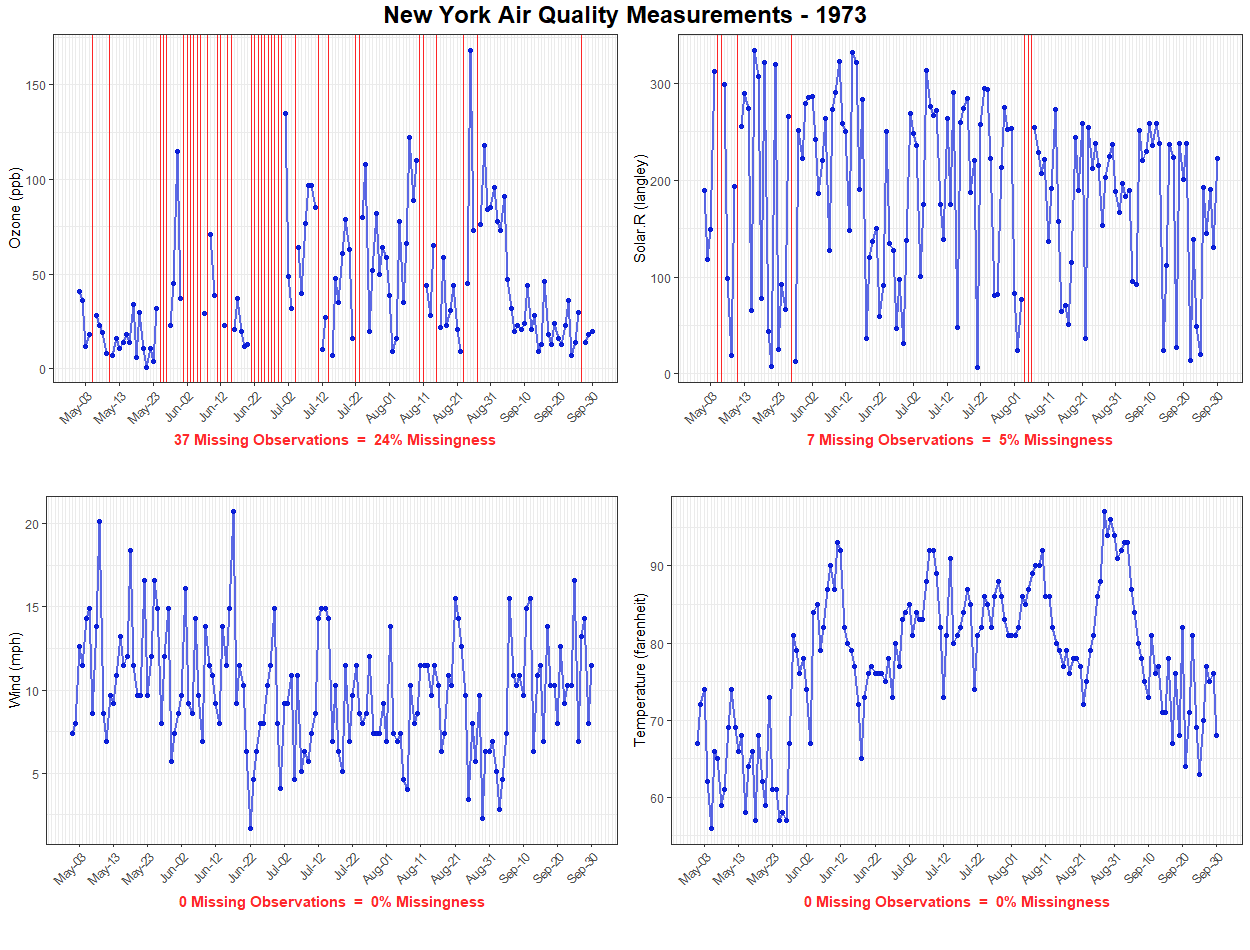 New York Air Quality Measurements - 1973
Ozone (ppb)
150
100
50
0
May-03 May-13 May-23 Jun-02 Jun-12 Jun-22 Jul-02 Jul-12 Jul-22 Aug-01 Aug-11 Aug-21 Aug-31 Sep-10 Sep-20 Sep-30
37 Missing Observations = 24% Missingness
Solar.R (langley)
300
200
100
0
May-03 May-13 May-23 Jun-02 Jun-12 Jun-22 Jul-02 Jul-12 Jul-22 Aug-01 Aug-11 Aug-21 Aug-31 Sep-10 Sep-20 Sep-30
7 Missing Observations = 5% Missingness
Wind (mph)
20
15
10
5
May-03 May-13 May-23 Jun-02 Jun-12 Jun-22 Jul-02 Jul-12 Jul-22 Aug-01 Aug-11 Aug-21 Aug-31 Sep-10 Sep-20 Sep-30
0 Missing Observations = 0% Missingness
Temperature (farenheit)
90
80
70
60
May-03 May-13 May-23 Jun-02 Jun-12 Jun-22 Jul-02 Jul-12 Jul-22 Aug-01 Aug-11 Aug-21 Aug-31 Sep-10 Sep-20 Sep-30
0 Missing Observations = 0% Missingness